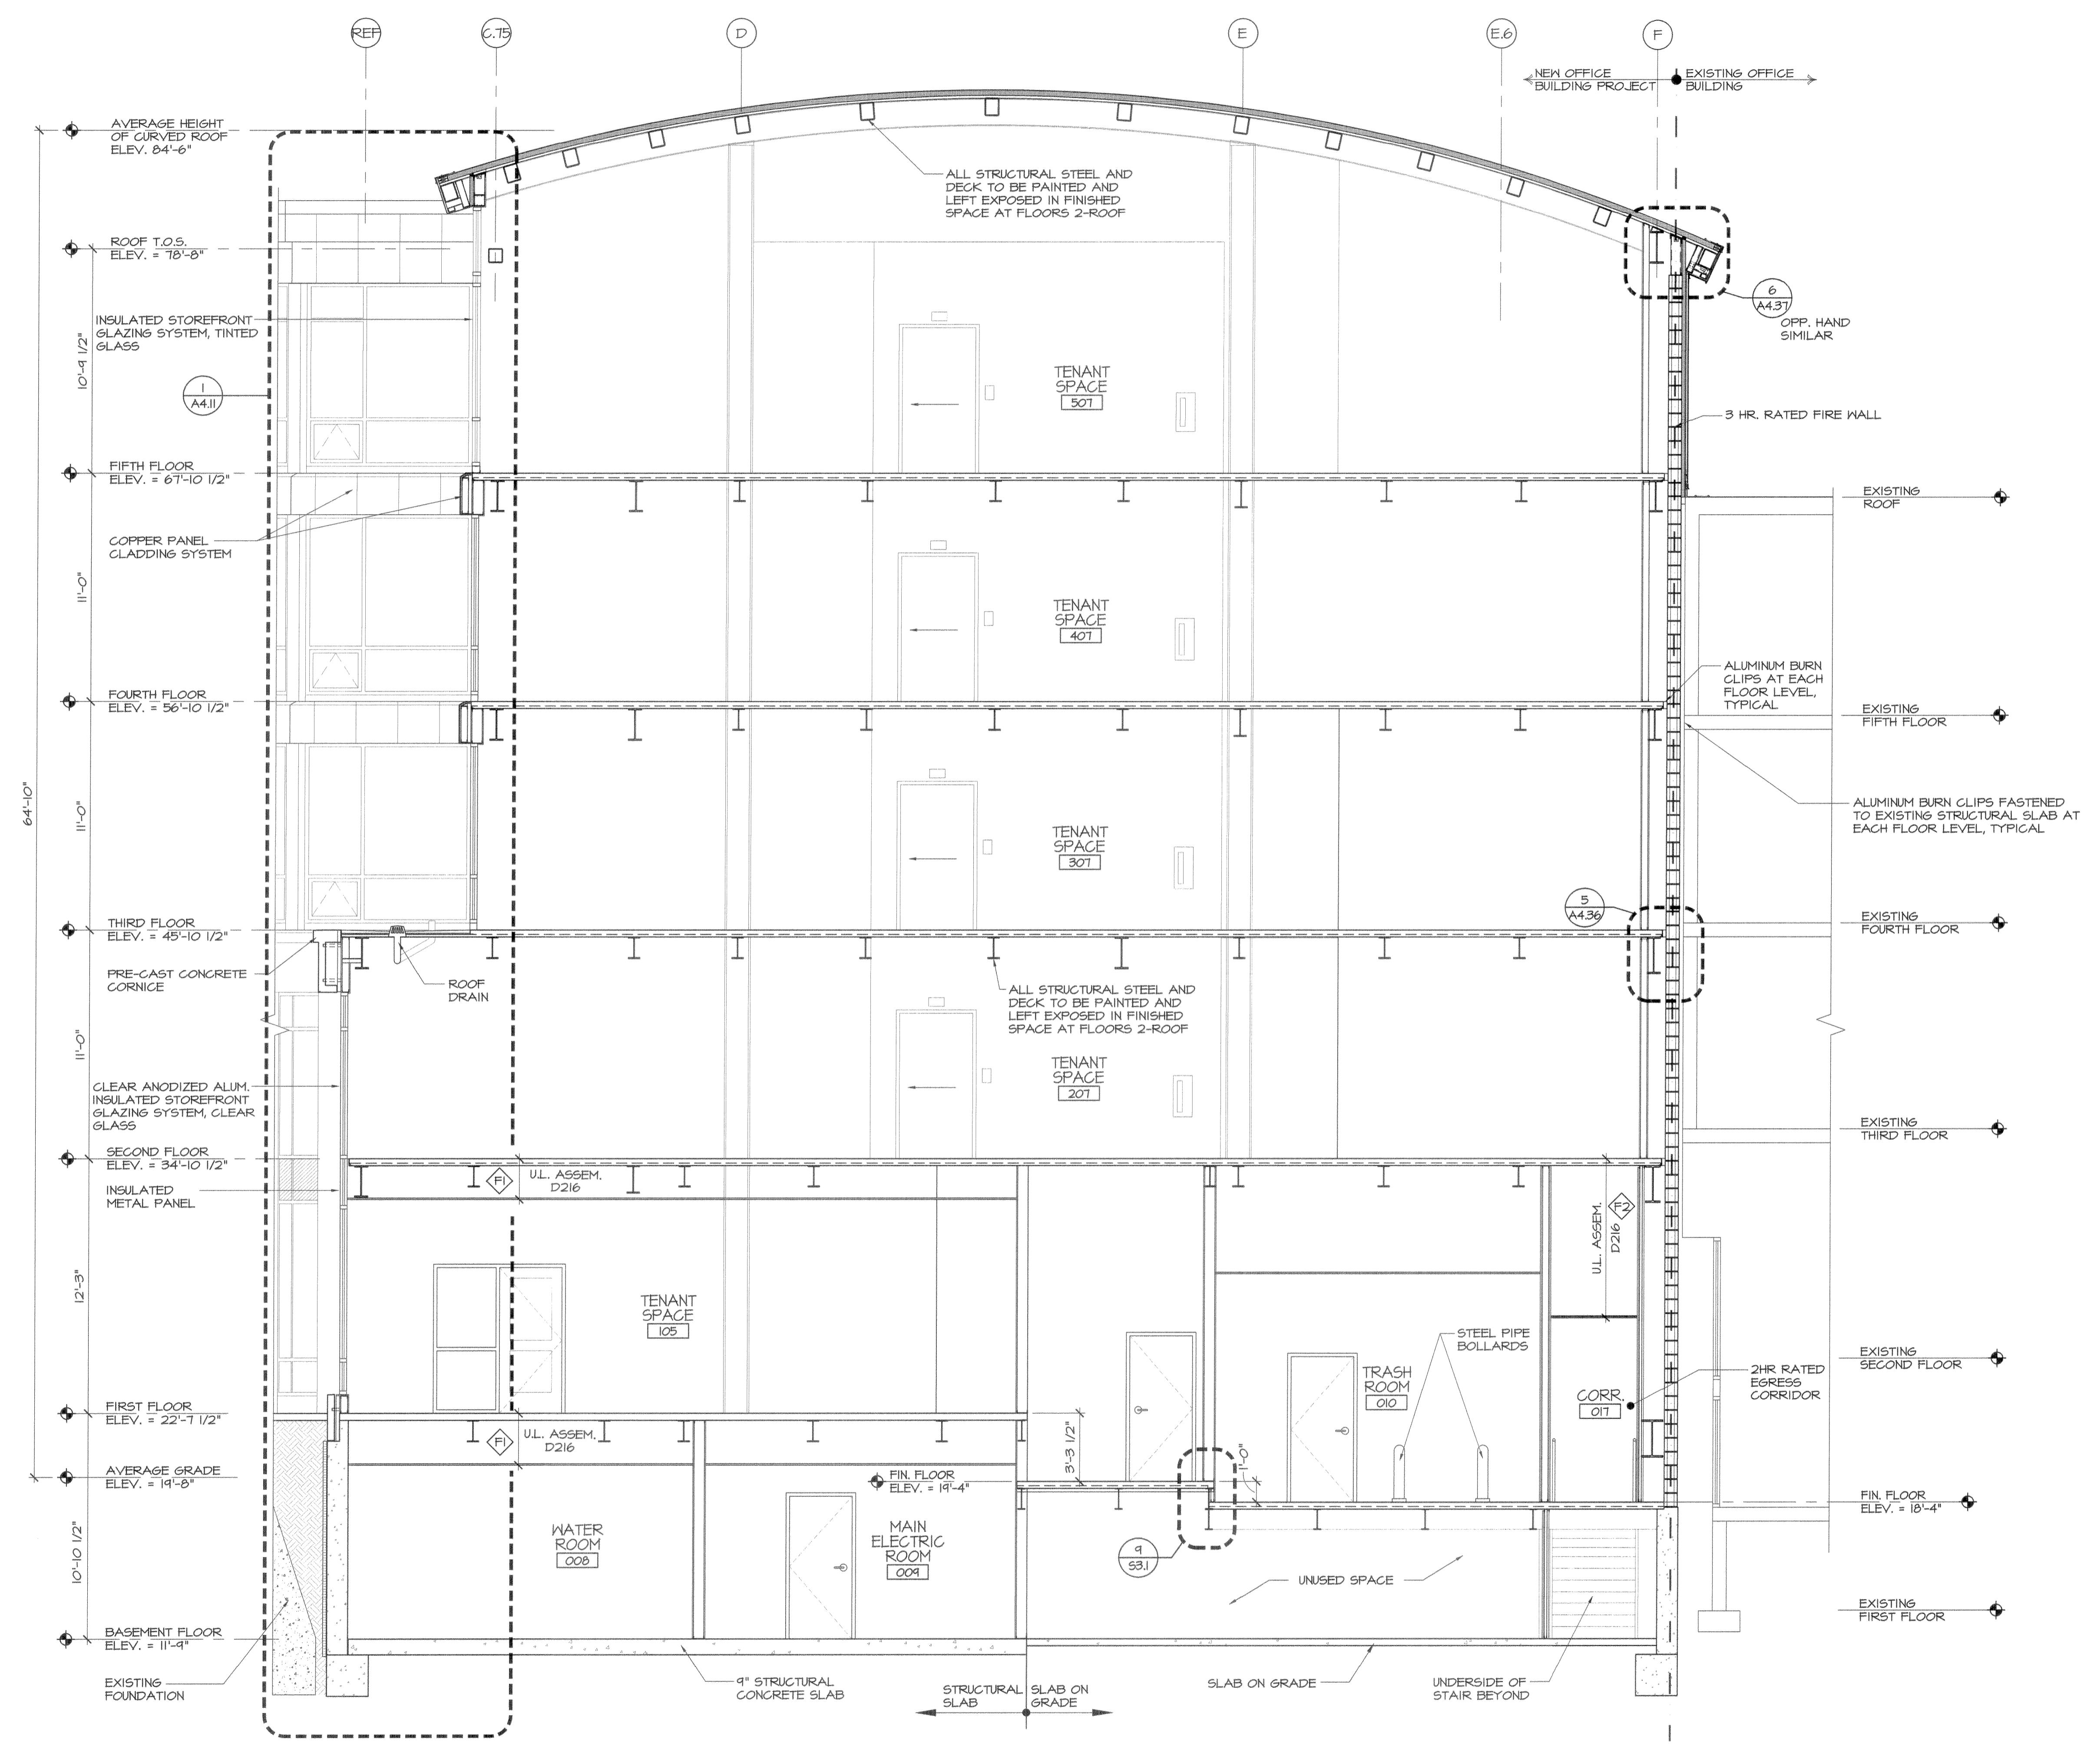 REF
C.75
D
E
E.6
F
NEW OFFICE
BUILDING PROJECT
EXISTING OFFICE
BUILDING
AVERAGE HEIGHT
OF CURVED ROOF
ELEV. 84'-6"
ALL STRUCTURAL STEEL AND
DECK TO BE PAINTED AND
LEFT EXPOSED IN FINISHED
SPACE AT FLOORS 2-ROOF
ROOF T.O.S.
ELEV. = 78'-8"
6
A4.37
OPP. HAND
SIMILAR
INSULATED STOREFRONT
GLAZING SYSTEM, TINTED
GLASS
10'-9 1/2"
1
A4.11
TENANT
SPACE
507
3 HR. RATED FIRE WALL
FIFTH FLOOR
ELEV. = 67'-10 1/2"
EXISTING
ROOF
COPPER PANEL
CLADDING SYSTEM
11'-0"
TENANT
SPACE
407
ALUMINUM BURN
CLIPS AT EACH
FLOOR LEVEL,
TYPICAL
FOURTH FLOOR
ELEV. = 56'-10 1/2"
EXISTING
FIFTH FLOOR
64'-10"
11'-0"
TENANT
SPACE
307
ALUMINUM BURN CLIPS FASTENED
TO EXISTING STRUCTURAL SLAB AT
EACH FLOOR LEVEL, TYPICAL
5
A4.36
THIRD FLOOR
ELEV. = 45'-10 1/2"
EXISTING
FOURTH FLOOR
PRE-CAST CONCRETE
CORNICE
ROOF
DRAIN
ALL STRUCTURAL STEEL AND
DECK TO BE PAINTED AND
LEFT EXPOSED IN FINISHED
SPACE AT FLOORS 2-ROOF
11'-0"
TENANT
SPACE
207
CLEAR ANODIZED ALUM.
INSULATED STOREFRONT
GLAZING SYSTEM, CLEAR
GLASS
EXISTING
THIRD FLOOR
SECOND FLOOR
ELEV. = 34'-10 1/2"
F1
U.L. ASSEM.
D216
INSULATED
METAL PANEL
U.L. ASSEM.
D216
F2
12'-3"
TENANT
SPACE
105
STEEL PIPE
BOLLARDS
TRASH
ROOM
010
CORR.
017
EXISTING
SECOND FLOOR
2HR RATED
EGRESS
CORRIDOR
FIRST FLOOR
ELEV. = 22'-7 1/2"
F1
U.L. ASSEM.
D216
3'-3 1/2"
1'-0"
AVERAGE GRADE
ELEV. = 19'-8"
FIN. FLOOR
ELEV. = 19'-4"
FIN. FLOOR
ELEV. = 18'-4"
10'-10 1/2"
WATER
ROOM
008
MAIN
ELECTRIC
ROOM
009
9
S3.1
UNUSED SPACE
EXISTING
FIRST FLOOR
BASEMENT FLOOR
ELEV. = 11'-9"
EXISTING
FOUNDATION
9" STRUCTURAL
CONCRETE SLAB
STRUCTURAL
SLAB
SLAB ON
GRADE
SLAB ON GRADE
UNDERSIDE OF
STAIR BEYOND